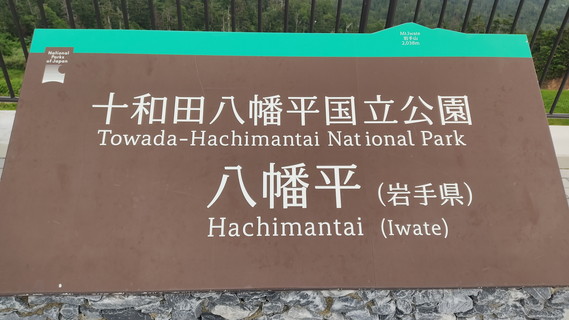 Mt.Iwate
岩手山
2,038m
National
Parks
of Japan
十和田八幡平国立公園
Towada-Hachimantai National Park
八幡平（岩手県）
Hachimantai (Iwate)